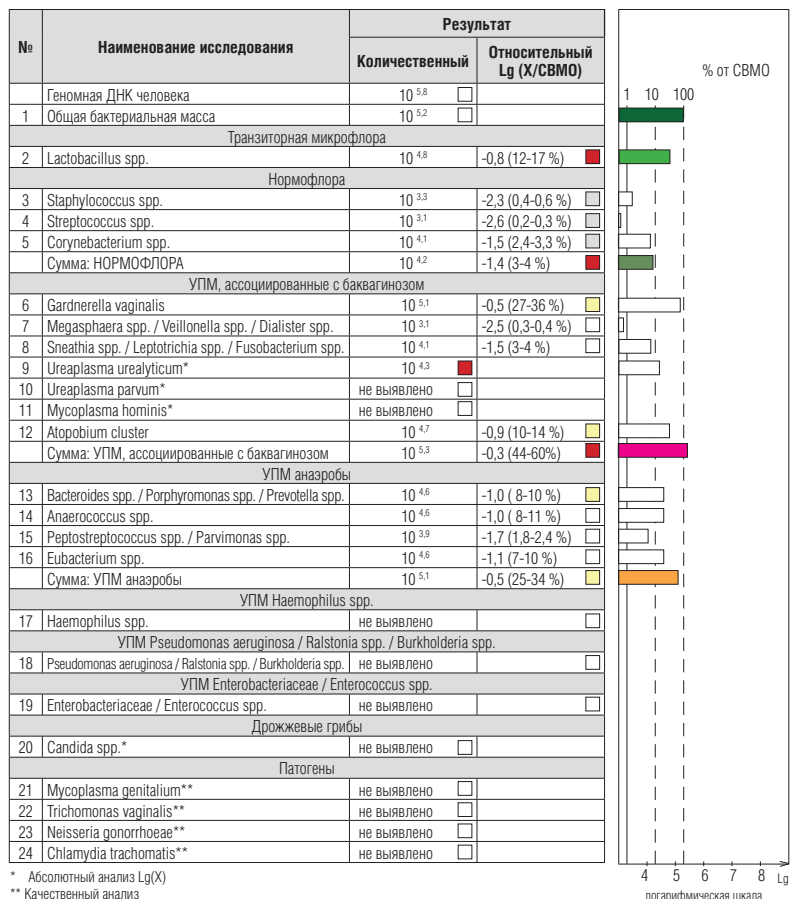 № Наименование исследования Результат
Количественный Относительный Lg (X/СВМО)
Геномная ДНК человека 10 5,8
1 Общая бактериальная масса 10 5,2
Транзиторная микрофлора
2 Lactobacillus spp. 10 4,8 -0,8 (12-17 %)
Нормофлора
3 Staphylococcus spp. 10 3,3 -2,3 (0,4-0,6 %)
4 Streptococcus spp. 10 3,1 -2,6 (0,2-0,3 %)
5 Corynebacterium spp. 10 4,1 -1,5 (2,4-3,3 %)
Сумма: НОРМОФЛОРА 10 4,2 -1,4 (3-4 %)
УПМ, ассоциированные с баквагинозом
6 Gardnerella vaginalis 10 5,1 -0,5 (27-36 %)
7 Megasphaera spp. / Veillonella spp. / Dialister spp. 10 3,1 -2,5 (0,3-0,4 %)
8 Sneathia spp. / Leptotrichia spp. / Fusobacterium spp. 10 4,1 -1,5 (3-4 %)
9 Ureaplasma urealyticum* 10 4,3
10 Ureaplasma parvum* не выявлено
11 Mycoplasma hominis* не выявлено
12 Atopobium cluster 10 4,7 -0,9 (10-14 %)
Сумма: УПМ, ассоциированные с баквагинозом 10 5,3 -0,3 (44-60%)
УПМ анаэробы
13 Bacteroides spp. / Porphyromonas spp. / Prevotella spp. 10 4,6 -1,0 ( 8-10 %)
14 Anaerococcus spp. 10 4,6 -1,0 ( 8-11 %)
15 Peptostreptococcus spp. / Parvimonas spp. 10 3,9 -1,7 (1,8-2,4 %)
16 Eubacterium spp. 10 4,6 -1,1 (7-10 %)
Сумма: УПМ анаэробы 10 5,1 -0,5 (25-34 %)
УПМ Haemophilus spp.
17 Haemophilus spp. не выявлено
УПМ Pseudomonas aeruginosa / Ralstonia spp. / Burkholderia spp.
18 Pseudomonas aeruginosa / Ralstonia spp. / Burkholderia spp. не выявлено
УПМ Enterobacteriaceae / Enterococcus spp.
19 Enterobacteriaceae / Enterococcus spp. не выявлено
Дрожжевые грибы
20 Candida spp.* не выявлено
Патогены
21 Mycoplasma genitalium** не выявлено
22 Trichomonas vaginalis** не выявлено
23 Neisseria gonorrhoeae** не выявлено
24 Chlamydia trachomatis** не выявлено
* Абсолютный анализ Lg(X)
** Качественный анализ
% от СВМО
1 10 100
4 5 6 7 8 Lg
логарифмическая шкала